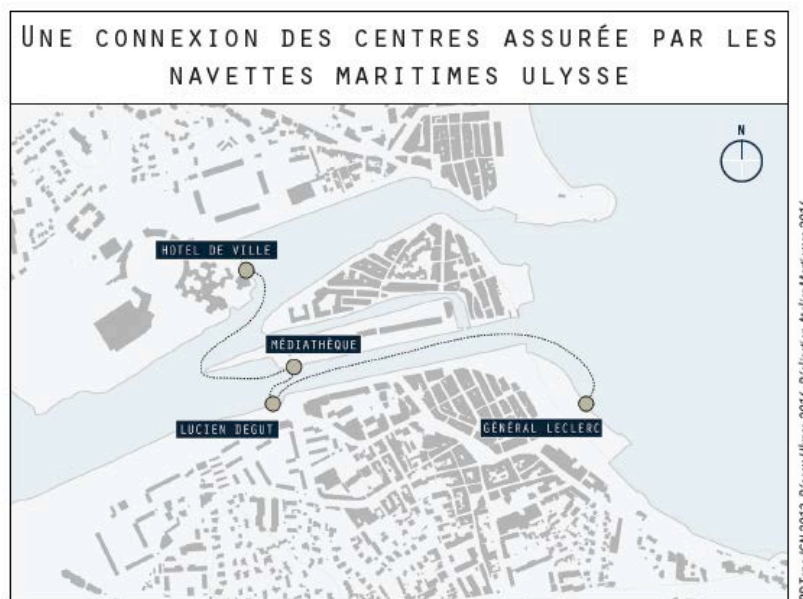 UNE CONNEXION DES CENTRES ASSURÉE PAR LES
NAVETTES MARITIMES ULYSSE
N
HOTEL DE VILLE
MÉDIATHÈQUE
LUCIEN DEGUT
GÉNÉRAL LECLERC